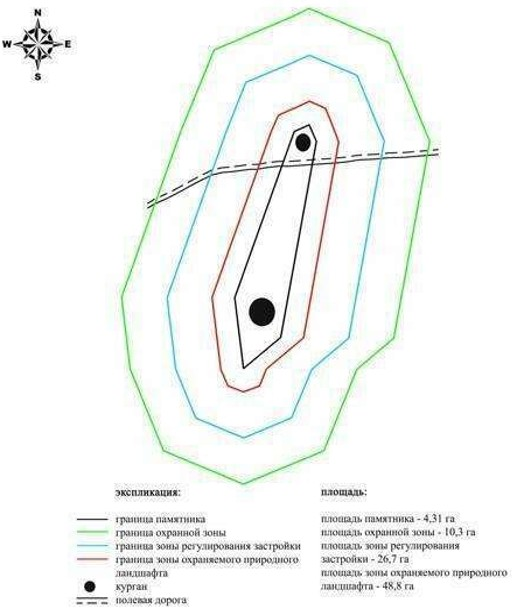 N
W E
S
экспликация:
граница памятника
граница охранной зоны
граница зоны регулирования застройки
граница зоны охраняемого природного
ландшафта
курган
полевая дорога
площадь:
площадь памятника - 4,31 га
площадь охранной зоны - 10,3 га
площадь зоны регулирования
застройки - 26,7 га
площадь зоны охраняемого природного
ландшафта - 48,8 га